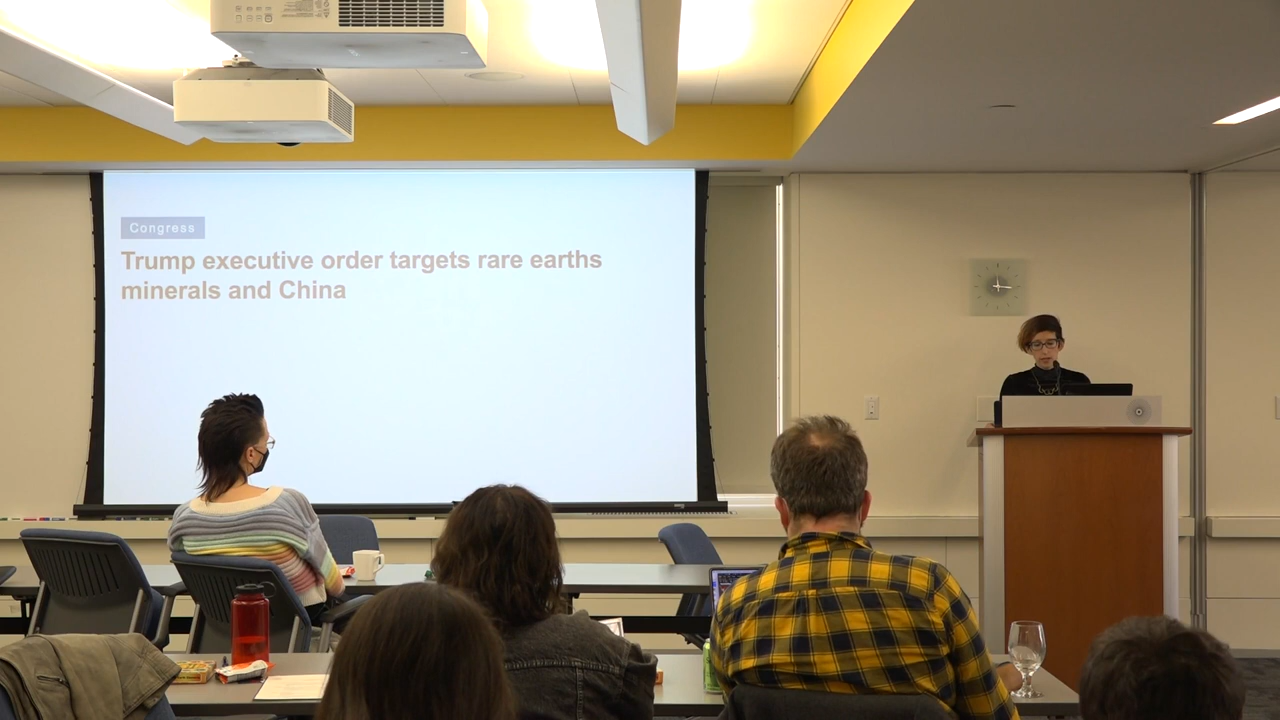 Congress
Trump executive order targets rare earths
minerals and China